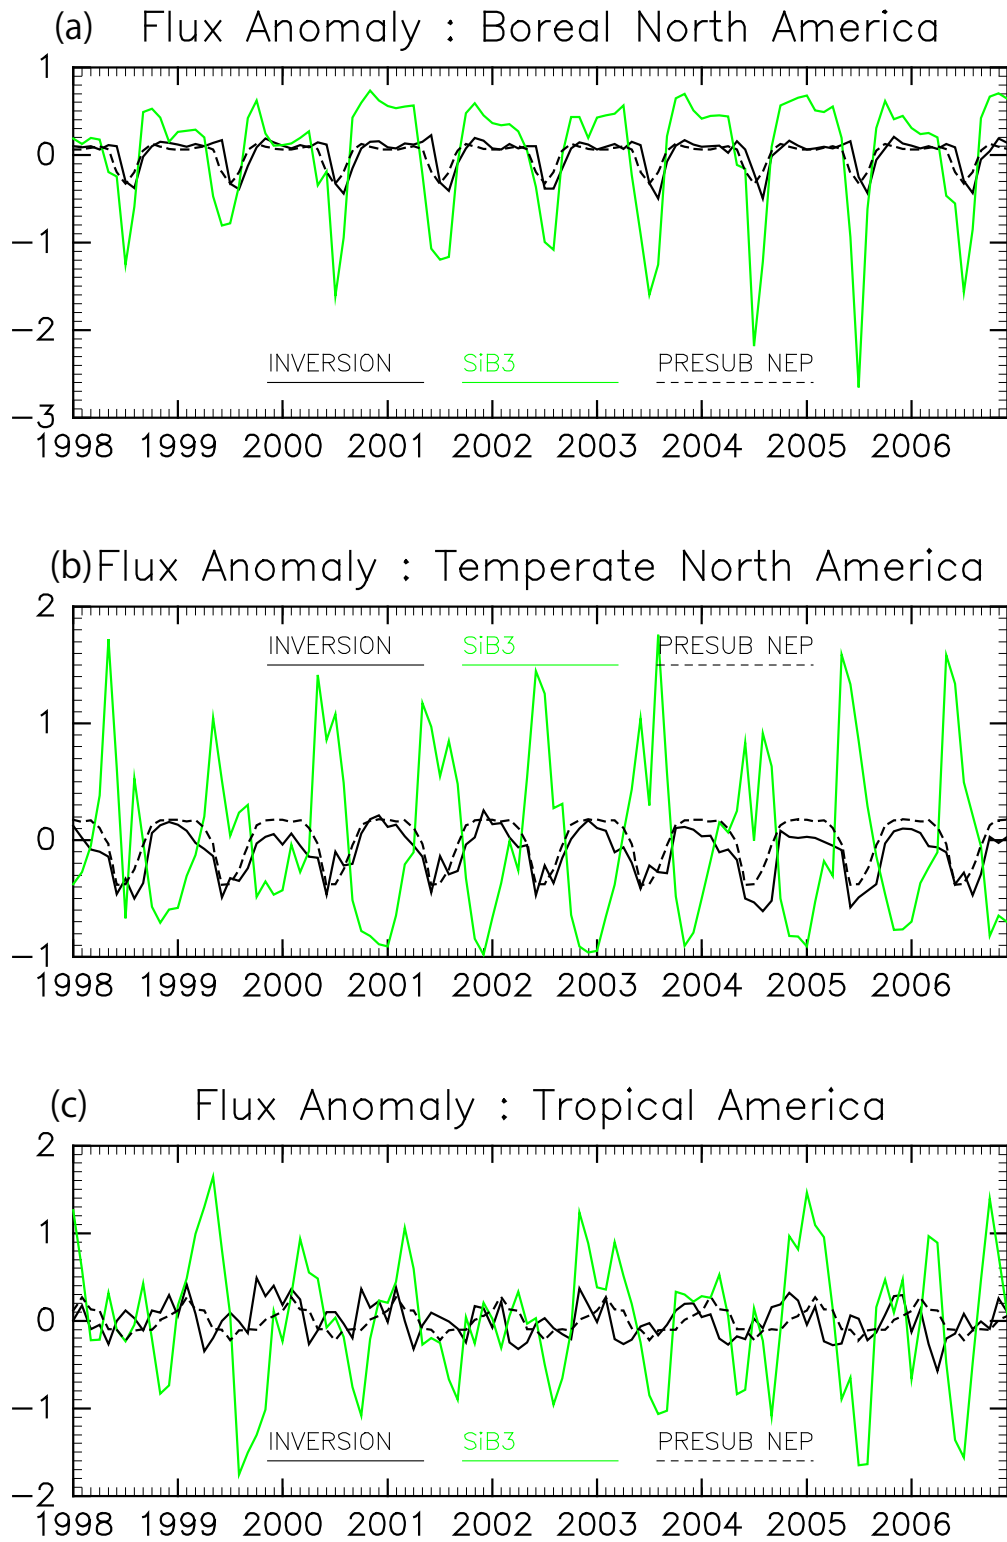 (a) Flux Anomaly : Boreal North America
1
0
−1
−2
−3
INVERSION SiB3 PRESUB NEP
1998 1999 2000 2001 2002 2003 2004 2005 2006
(b) Flux Anomaly : Temperate North America
2
1
0
−1
INVERSION SiB3 PRESUB NEP
1998 1999 2000 2001 2002 2003 2004 2005 2006
(c) Flux Anomaly : Tropical America
2
1
0
−1
−2
INVERSION SiB3 PRESUB NEP
1998 1999 2000 2001 2002 2003 2004 2005 2006